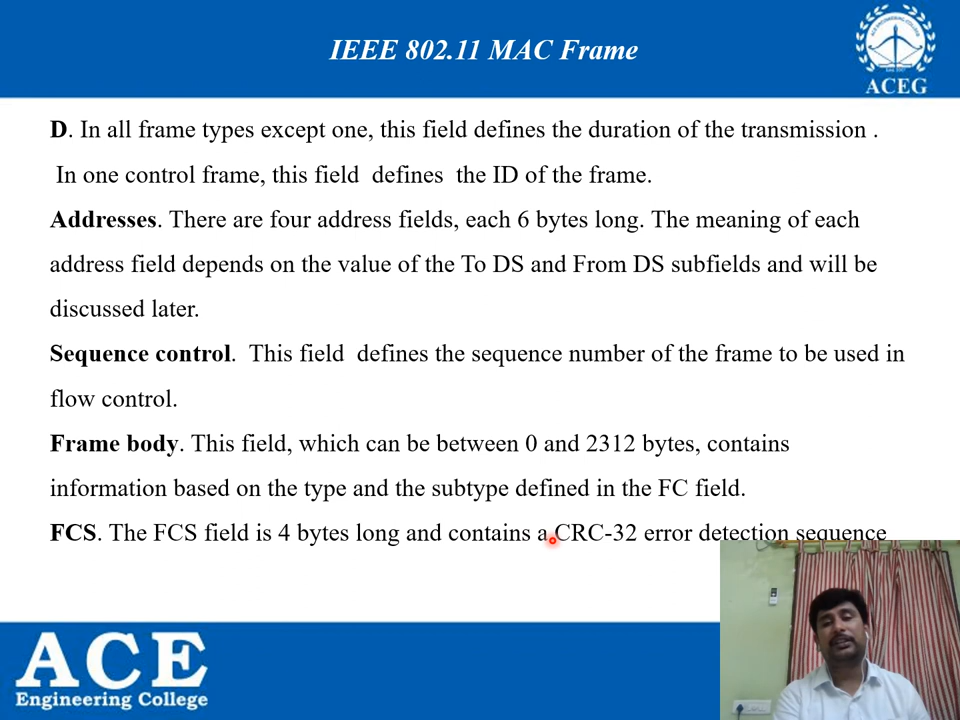 IEEE 802.11 MAC Frame
ACEG
D. In all frame types except one, this field defines the duration of the transmission .
In one control frame, this field defines the ID of the frame.
Addresses. There are four address fields, each 6 bytes long. The meaning of each
address field depends on the value of the To DS and From DS subfields and will be
discussed later.
Sequence control. This field defines the sequence number of the frame to be used in
flow control.
Frame body. This field, which can be between 0 and 2312 bytes, contains
information based on the type and the subtype defined in the FC field.
FCS. The FCS field is 4 bytes long and contains a CRC-32 error detection sequence
ACE
Engineering College